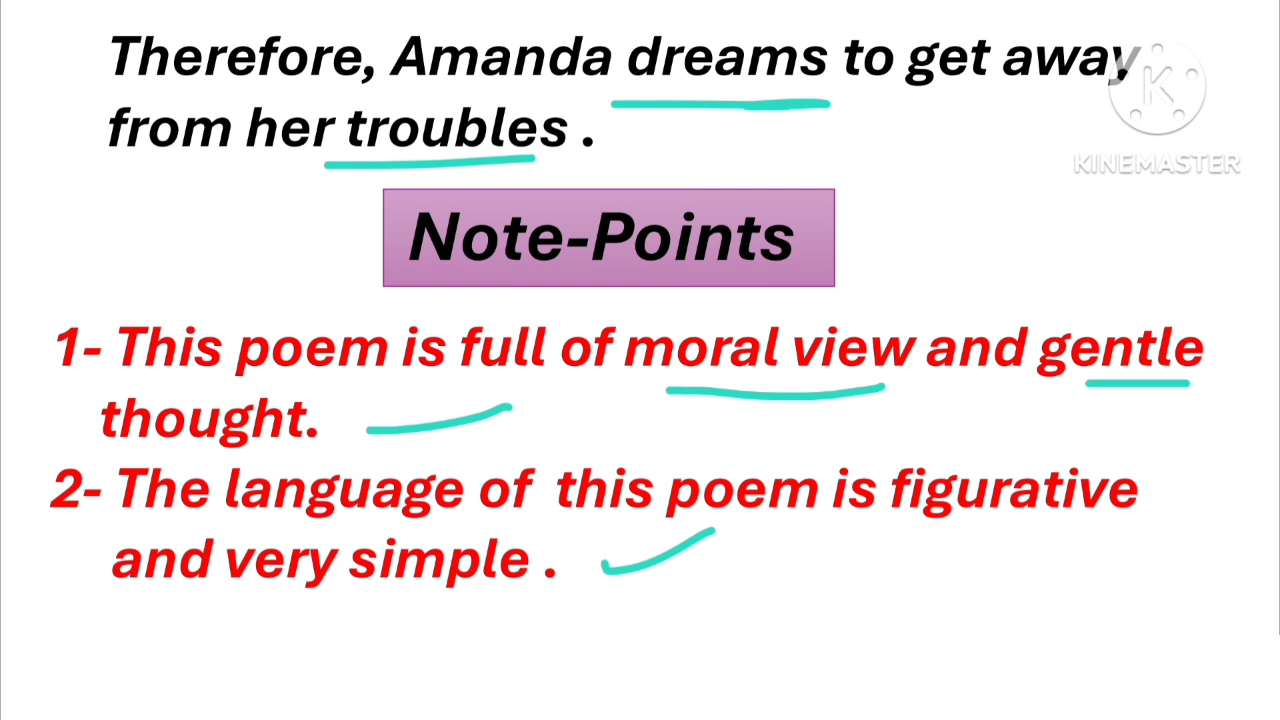 Therefore, Amanda dreams to get away
from her troubles .
K
KINEMASTER
Note-Points
1- This poem is full of moral view and gentle
thought.
2- The language of this poem is figurative
and very simple .